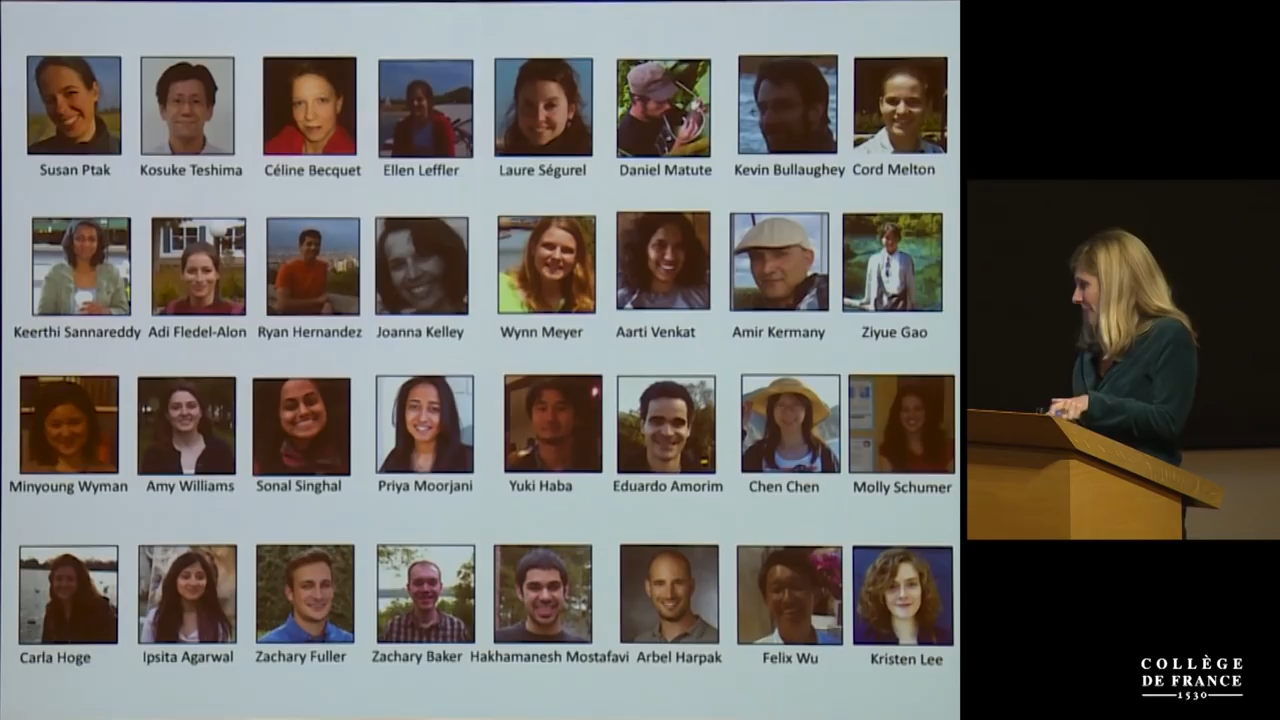 Susan Ptak Kosuke Teshima Céline Becquet Ellen Leffler Laure Ségurel Daniel Matute Kevin Bullaughey Cord Melton
Keerthi Sannareddy Adi Fledel-Alon Ryan Hernandez Joanna Kelley Wynn Meyer Aarti Venkat Amir Kermany Ziyue Gao
Minyoung Wyman Amy Williams Sonal Singhal Priya Moorjani Yuki Haba Eduardo Amorim Chen Chen Molly Schumer
Carla Hoge Ipsita Agarwal Zachary Fuller Zachary Baker Hakhamanesh Mostafavi Arbel Harpak Felix Wu Kristen Lee
COLLÈGE
DE FRANCE
1530